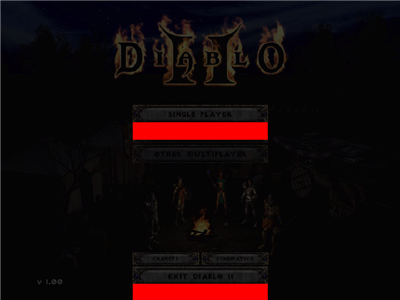 DIABLO II
SINGLE PLAYER
OTHER MULTIPLAYER
CREDITS
CINEMATICS
EXIT DIABLO II
v 1.00